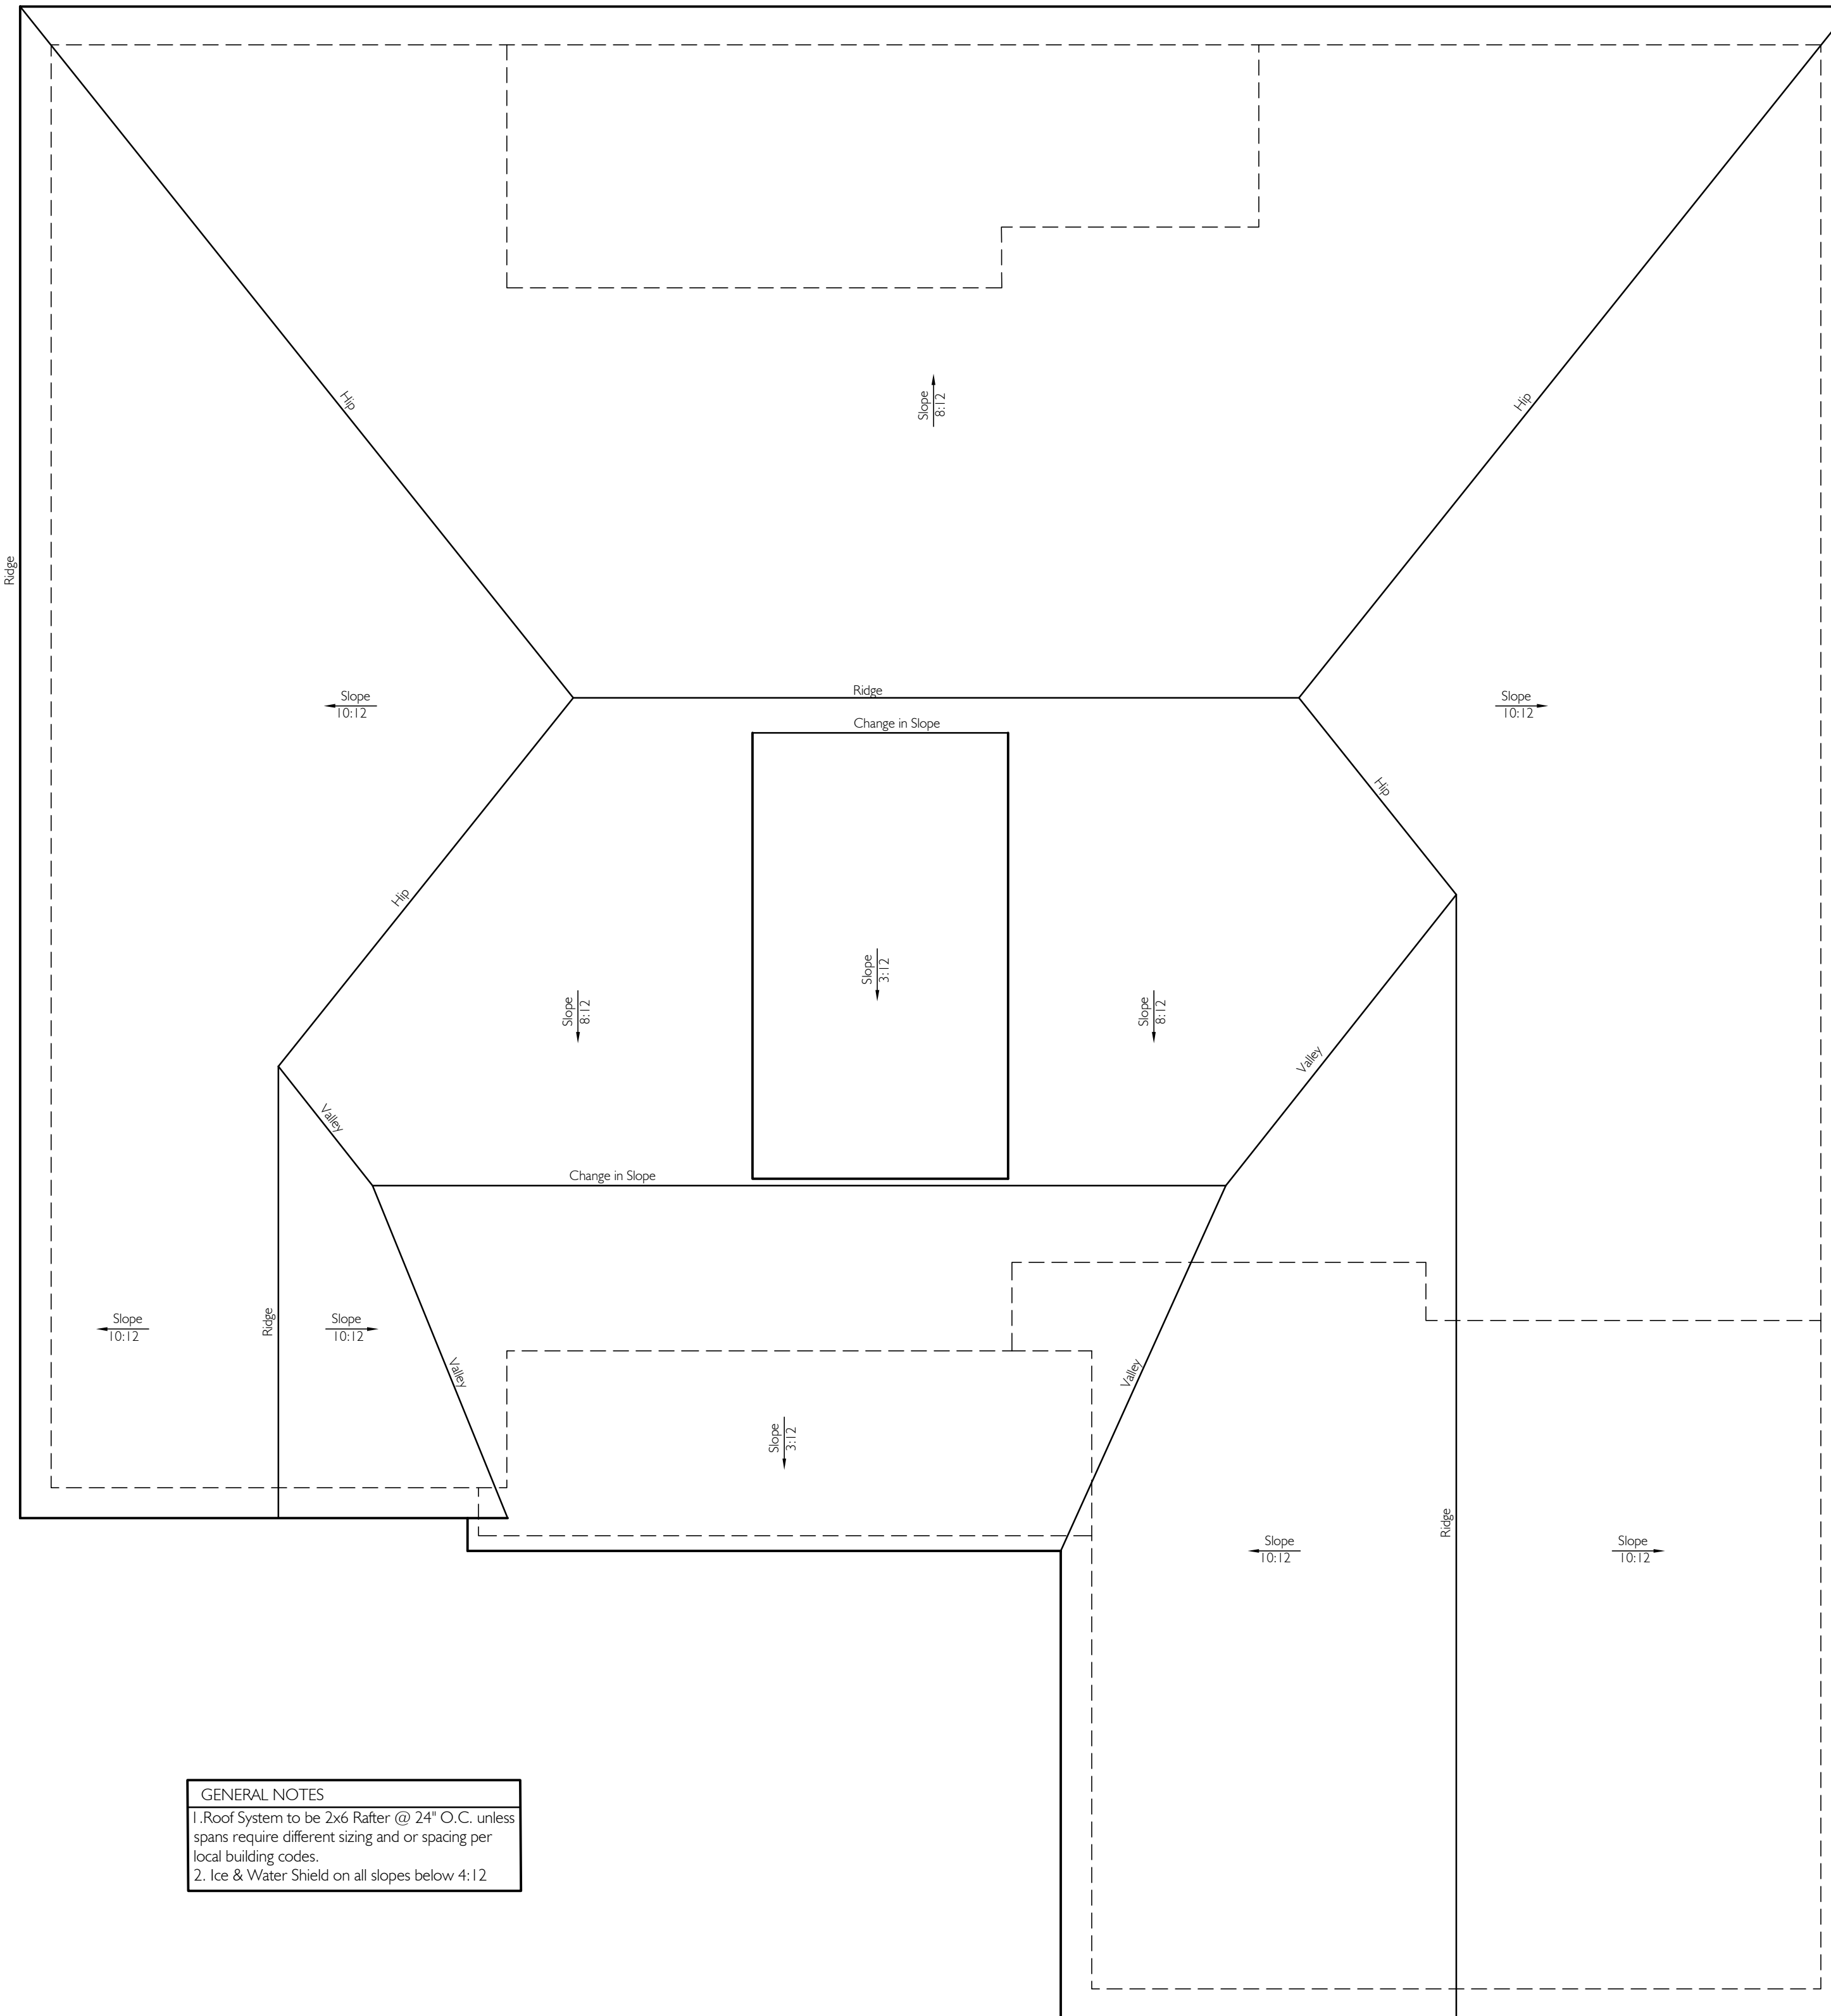 Hip
Hip
Slope
8:12
Ridge
Slope
10:12
Ridge
Slope
10:12
Change in Slope
Hip
Hip
Slope
3:12
Slope
8:12
Slope
8:12
Valley
Valley
Change in Slope
Slope
10:12
Ridge
Slope
10:12
Valley
Valley
Slope
3:12
Ridge
Slope
10:12
Slope
10:12
GENERAL NOTES
1.Roof System to be 2x6 Rafter @ 24" O.C. unless
spans require different sizing and or spacing per
local building codes.
2. Ice & Water Shield on all slopes below 4:12